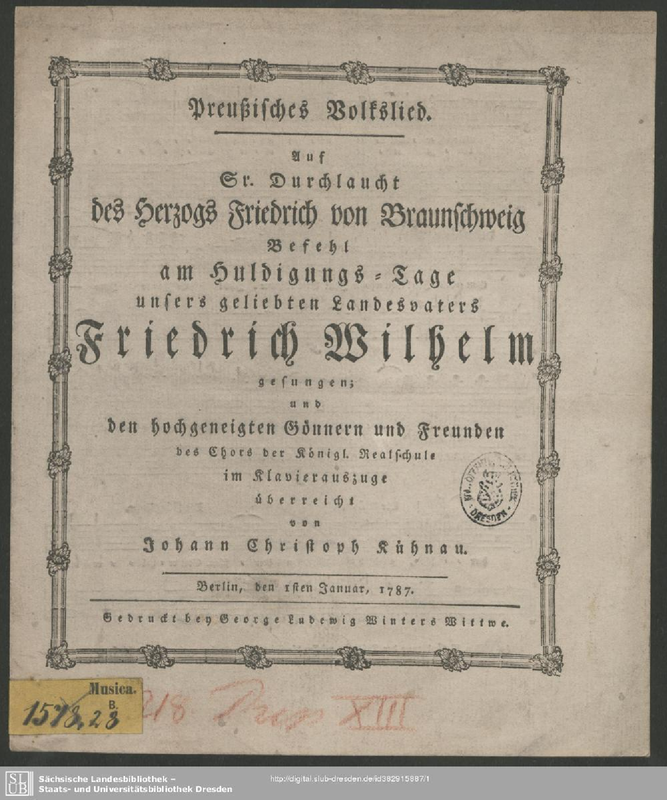 Preußisches Volkslied.
Auf
Sr. Durchlaucht
des Herzogs Friedrich von Braunschweig
Befehl
am Huldigungs-Tage
unsers geliebten Landesvaters
Friedrich Wilhelm
gesungen;
und
den hochgeneigten Gönnern und Freunden
des Chors der Königl. Realschule
im Klavierauszuge
überreicht
von
Johann Christoph Kühnau.
Berlin, den 1sten Januar, 1787.
Gedruckt bey George Ludewig Winters Wittwe.
DRESDEN
Musica.
B.
XIII
SLUB
Sächsische Landesbibliothek –
Staats- und Universitätsbibliothek Dresden
http://digital.slub-dresden.de/id382915887/1